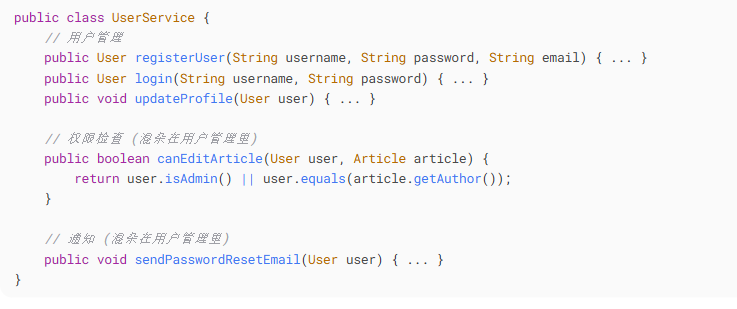 public class UserService {
    // 用户管理
    public User registerUser(String username, String password, String email) { ... }
    public User login(String username, String password) { ... }
    public void updateProfile(User user) { ... }

    // 权限检查 (混杂在用户管理里)
    public boolean canEditArticle(User user, Article article) {
        return user.isAdmin() || user.equals(article.getAuthor());
    }

    // 通知 (混杂在用户管理里)
    public void sendPasswordResetEmail(User user) { ... }
}